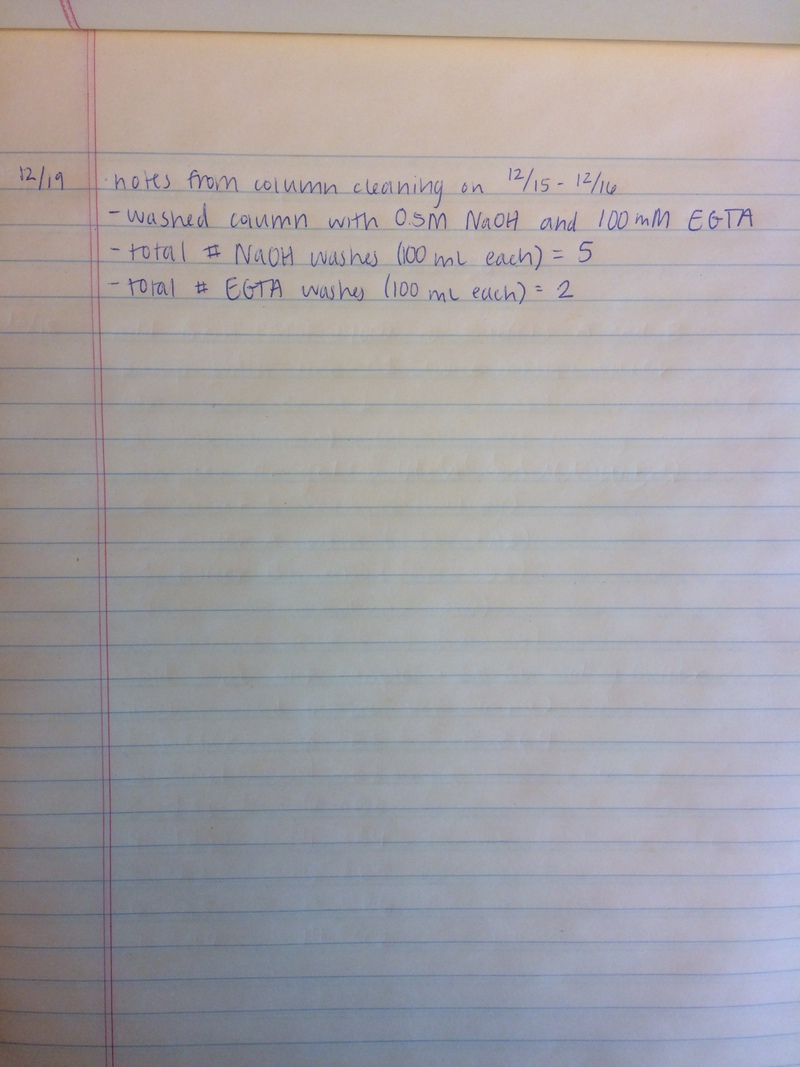 12/19 notes from column cleaning on 12/15 - 12/16
- washed column with 0.5M NaOH and 100 mM EGTA
- total # NaOH washes (100 mL each) = 5
- total # EGTA washes (100 mL each) = 2